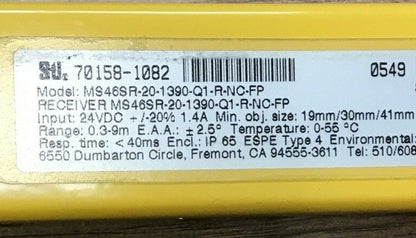 70158-1082 0549
Model: MS46SR-20-1390-Q1-R-NC-FP
RECEIVER MS46SR-20-1390-Q1-R-NC-FP
Input: 24VDC +/-20% 1.4A Min. obj. size: 19mm/30mm/41mm
Range: 0.3-9m E.A.A.: ± 2.5° Temperature: 0-55 °C
Resp. time: < 40ms Encl.: IP 65 ESPE Type 4 Environmental:
6550 Dumbarton Circle, Fremont, CA 94555-3611 Tel: 510/608